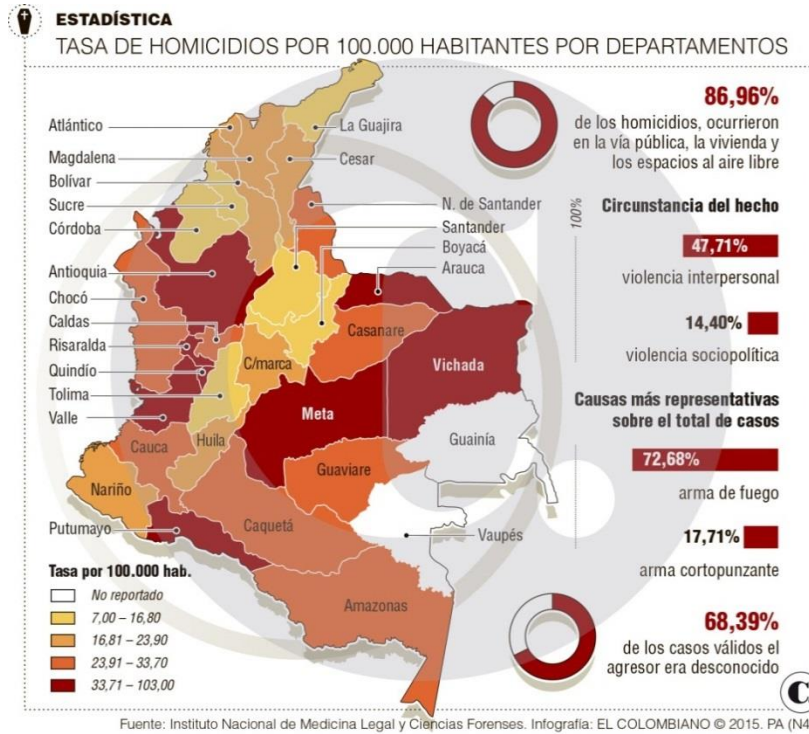 ESTADÍSTICA
TASA DE HOMICIDIOS POR 100.000 HABITANTES POR DEPARTAMENTOS
Atlántico
Magdalena
Bolívar
Sucre
Córdoba
Antioquia
Chocó
Caldas
Risaralda
Quindío
Tolima
Valle
Cauca
Nariño
Putumayo
La Guajira
Cesar
N. de Santander
Santander
Boyacá
Arauca
Casanare
C/marca
Vichada
Meta
Huila
Guainía
Guaviare
Caquetá
Vaupés
Amazonas
Tasa por 100.000 hab.
No reportado
7,00 – 16,80
16,81 – 23,90
23,91 – 33,70
33,71 – 103,00
86,96%
de los homicidios, ocurrieron
en la vía pública, la vivienda y
los espacios al aire libre
100%
Circunstancia del hecho
47,71%
violencia interpersonal
14,40%
violencia sociopolítica
Causas más representativas
sobre el total de casos
72,68%
arma de fuego
17,71%
arma cortopunzante
68,39%
de los casos válidos el
agresor era desconocido
C
Fuente: Instituto Nacional de Medicina Legal y Ciencias Forenses. Infografía: EL COLOMBIANO © 2015. PA (N4